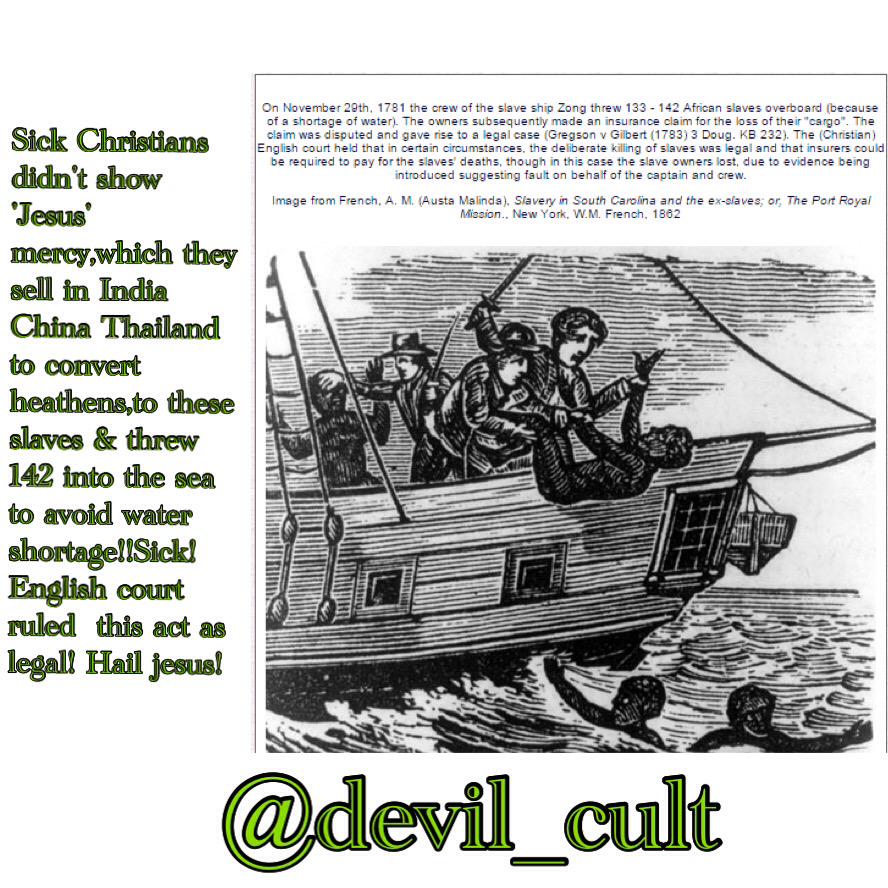 Sick Christians
didn't show
'Jesus'
mercy,which they
sell in India
China Thailand
to convert
heathens,to these
slaves & threw
142 into the sea
to avoid water
shortage!!Sick!
English court
ruled this act as
legal! Hail jesus!
On November 29th, 1781 the crew of the slave ship Zong threw 133 - 142 African slaves overboard (because
of a shortage of water). The owners subsequently made an insurance claim for the loss of their "cargo". The
claim was disputed and gave rise to a legal case (Gregson v Gilbert (1783) 3 Doug. KB 232). The (Christian)
English court held that in certain circumstances, the deliberate killing of slaves was legal and that insurers could
be required to pay for the slaves' deaths, though in this case the slave owners lost, due to evidence being
introduced suggesting fault on behalf of the captain and crew.
Image from French, A. M. (Austa Malinda), Slavery in South Carolina and the ex-slaves; or, The Port Royal
Mission., New York, W.M. French, 1862
@devil_cult